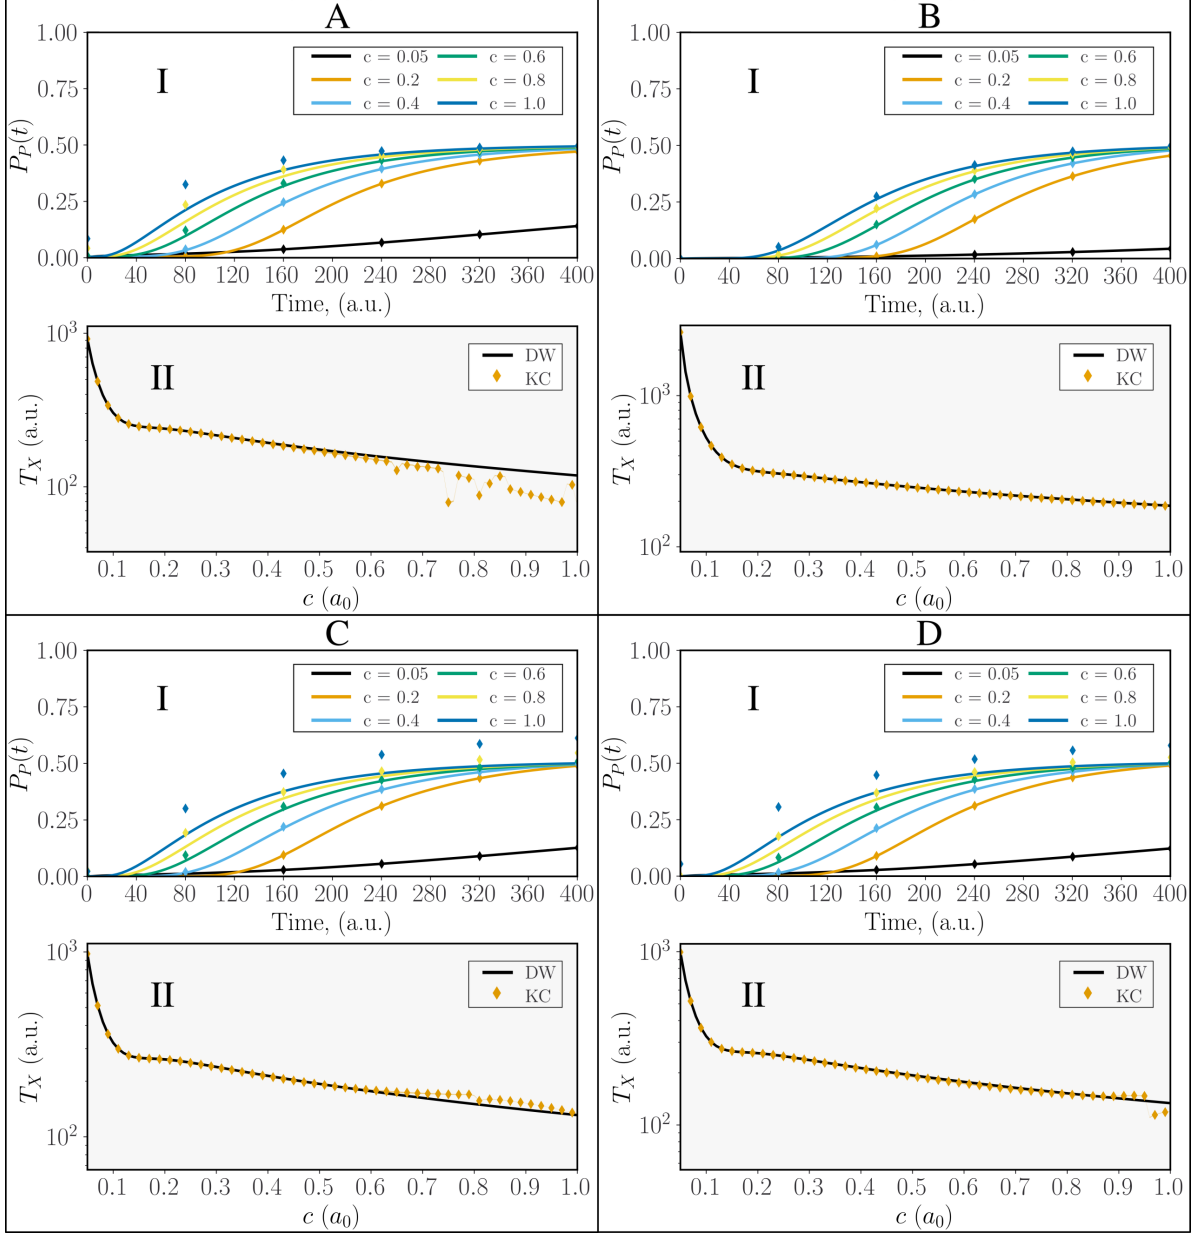 A
1.00
0.75
0.50
0.25
0.00
P_P(t)
I
c = 0.05
c = 0.2
c = 0.4
c = 0.6
c = 0.8
c = 1.0
0 40 80 120 160 200 240 280 320 360 400
Time, (a.u.)
10^3
10^2
T_X (a.u.)
II
DW
KC
0.1 0.2 0.3 0.4 0.5 0.6 0.7 0.8 0.9 1.0
c (a_0)
B
1.00
0.75
0.50
0.25
0.00
P_P(t)
I
c = 0.05
c = 0.2
c = 0.4
c = 0.6
c = 0.8
c = 1.0
0 40 80 120 160 200 240 280 320 360 400
Time, (a.u.)
10^3
10^2
T_X (a.u.)
II
DW
KC
0.1 0.2 0.3 0.4 0.5 0.6 0.7 0.8 0.9 1.0
c (a_0)
C
1.00
0.75
0.50
0.25
0.00
P_P(t)
I
c = 0.05
c = 0.2
c = 0.4
c = 0.6
c = 0.8
c = 1.0
0 40 80 120 160 200 240 280 320 360 400
Time, (a.u.)
10^3
10^2
T_X (a.u.)
II
DW
KC
0.1 0.2 0.3 0.4 0.5 0.6 0.7 0.8 0.9 1.0
c (a_0)
D
1.00
0.75
0.50
0.25
0.00
P_P(t)
I
c = 0.05
c = 0.2
c = 0.4
c = 0.6
c = 0.8
c = 1.0
0 40 80 120 160 200 240 280 320 360 400
Time, (a.u.)
10^3
10^2
T_X (a.u.)
II
DW
KC
0.1 0.2 0.3 0.4 0.5 0.6 0.7 0.8 0.9 1.0
c (a_0)